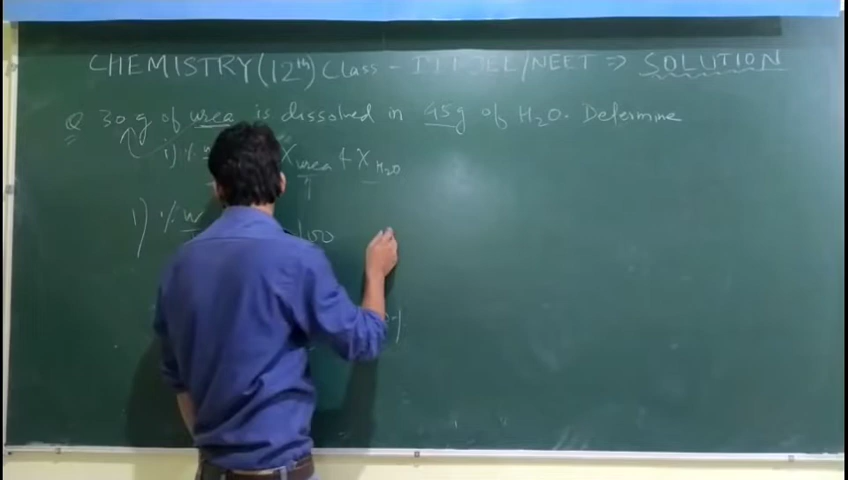 CHEMISTRY (12th) Class - IIT JEE/NEET ⇒ SOLUTION
Q 30 g of urea is dissolved in 45g of H2O. Determine
i) % X urea + X H2O
1) % W 100
%